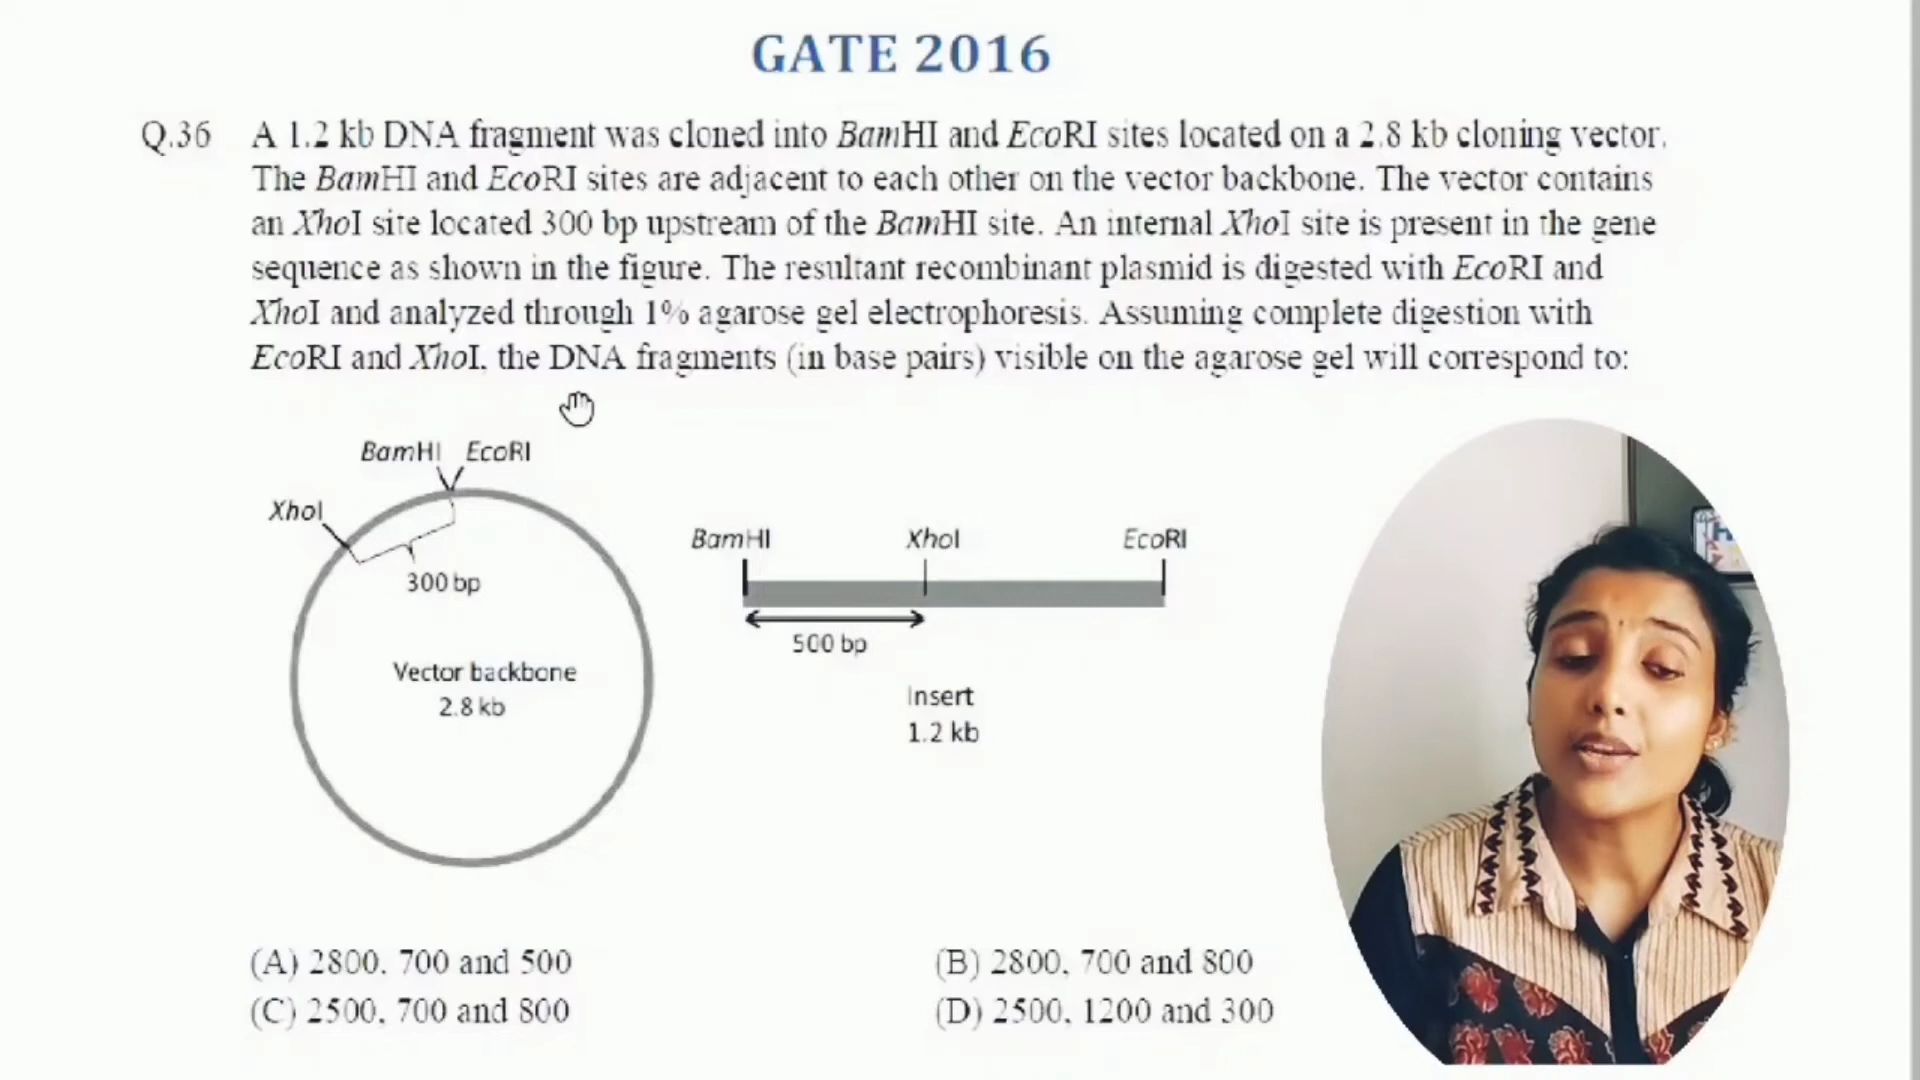 GATE 2016
Q.36 A 1.2 kb DNA fragment was cloned into BamHI and EcoRI sites located on a 2.8 kb cloning vector.
The BamHI and EcoRI sites are adjacent to each other on the vector backbone. The vector contains
an XhoI site located 300 bp upstream of the BamHI site. An internal XhoI site is present in the gene
sequence as shown in the figure. The resultant recombinant plasmid is digested with EcoRI and
XhoI and analyzed through 1% agarose gel electrophoresis. Assuming complete digestion with
EcoRI and XhoI, the DNA fragments (in base pairs) visible on the agarose gel will correspond to:
BamHI EcoRI
XhoI
300 bp
Vector backbone
2.8 kb
BamHI XhoI EcoRI
500 bp
Insert
1.2 kb
(A) 2800, 700 and 500 (B) 2800, 700 and 800
(C) 2500, 700 and 800 (D) 2500, 1200 and 300